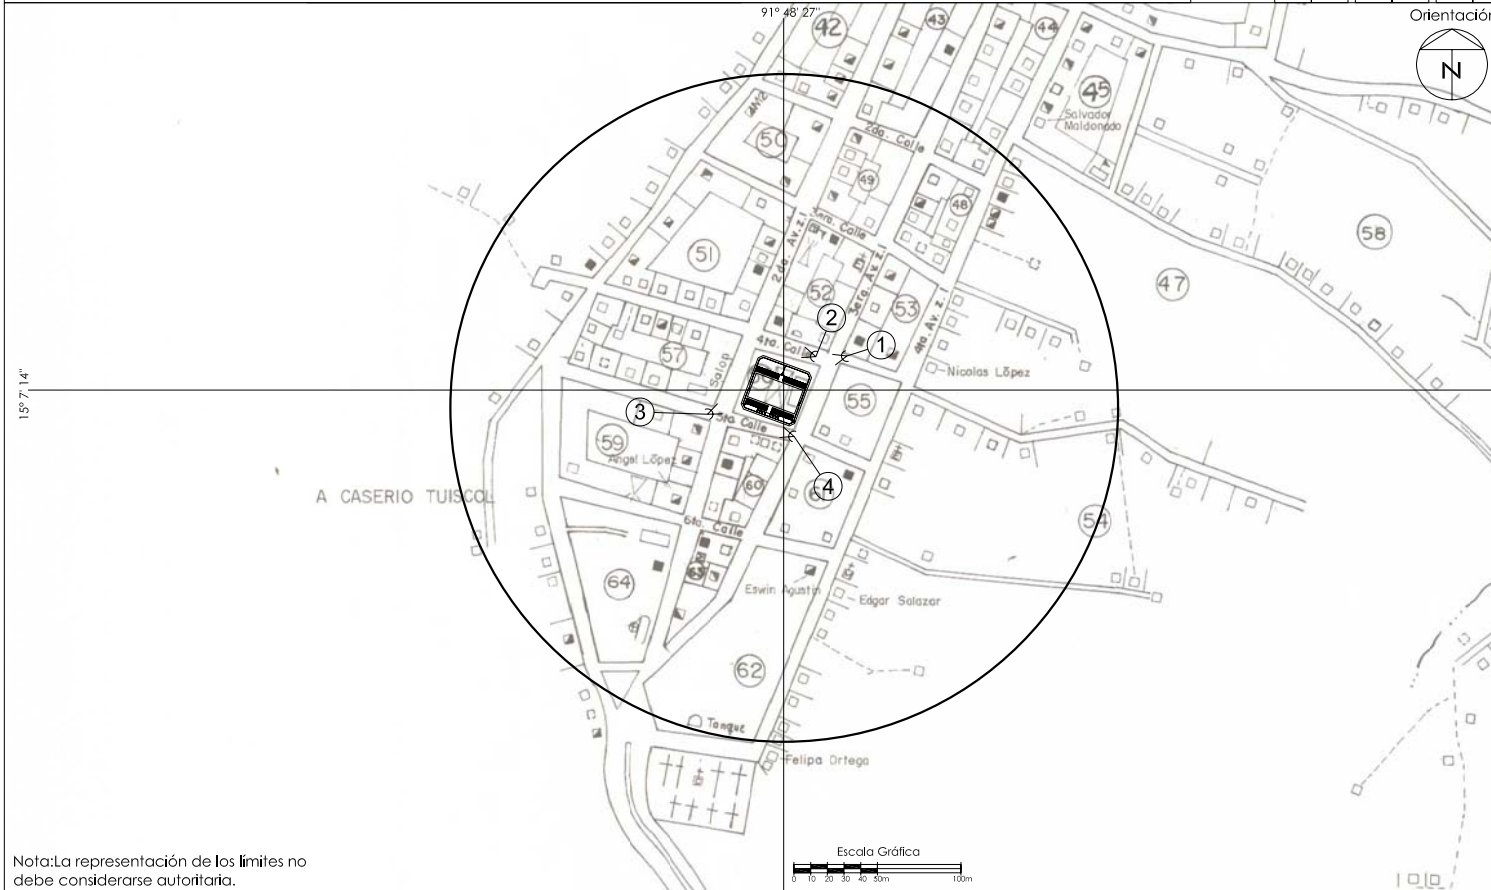 91° 48' 27"
Orientación
N
42
43
44
45
Salvador
Maldonado
50
2da. Calle
49
48
3ra. Calle
58
51
2da. Av. z.1
52
3era. Av. z.1
53
4ta. Av. z. 1
47
2
1
4ta. Calle
57
Nicolas López
15° 7' 14"
55
3
5ta Calle
59
Angel López
60
4
A CASERIO TUISCOL
54
6ta. Calle
64
Eswin Agustin
Edgar Salazar
62
Tanque
Felipa Ortega
Nota:La representación de los límites no
debe considerarse autoritaria.
Escala Gráfica
0 10 20 30 40 50m 100m